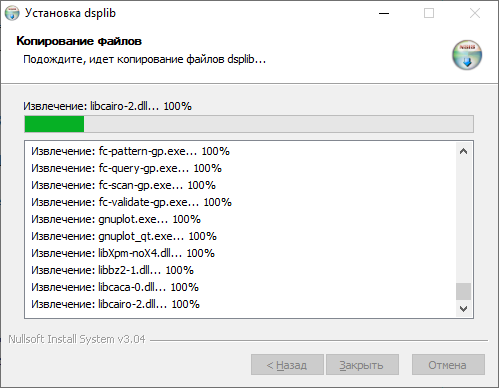 Установка dsplib
Копирование файлов
Подождите, идет копирование файлов dsplib...
Извлечение: libcairo-2.dll... 100%
Извлечение: fc-pattern-gp.exe... 100%
Извлечение: fc-query-gp.exe... 100%
Извлечение: fc-scan-gp.exe... 100%
Извлечение: fc-validate-gp.exe... 100%
Извлечение: gnuplot.exe... 100%
Извлечение: gnuplot_qt.exe... 100%
Извлечение: libXpm-noX4.dll... 100%
Извлечение: libbz2-1.dll... 100%
Извлечение: libcaca-0.dll... 100%
Извлечение: libcairo-2.dll... 100%
Nullsoft Install System v3.04
< Назад Закрыть Отмена